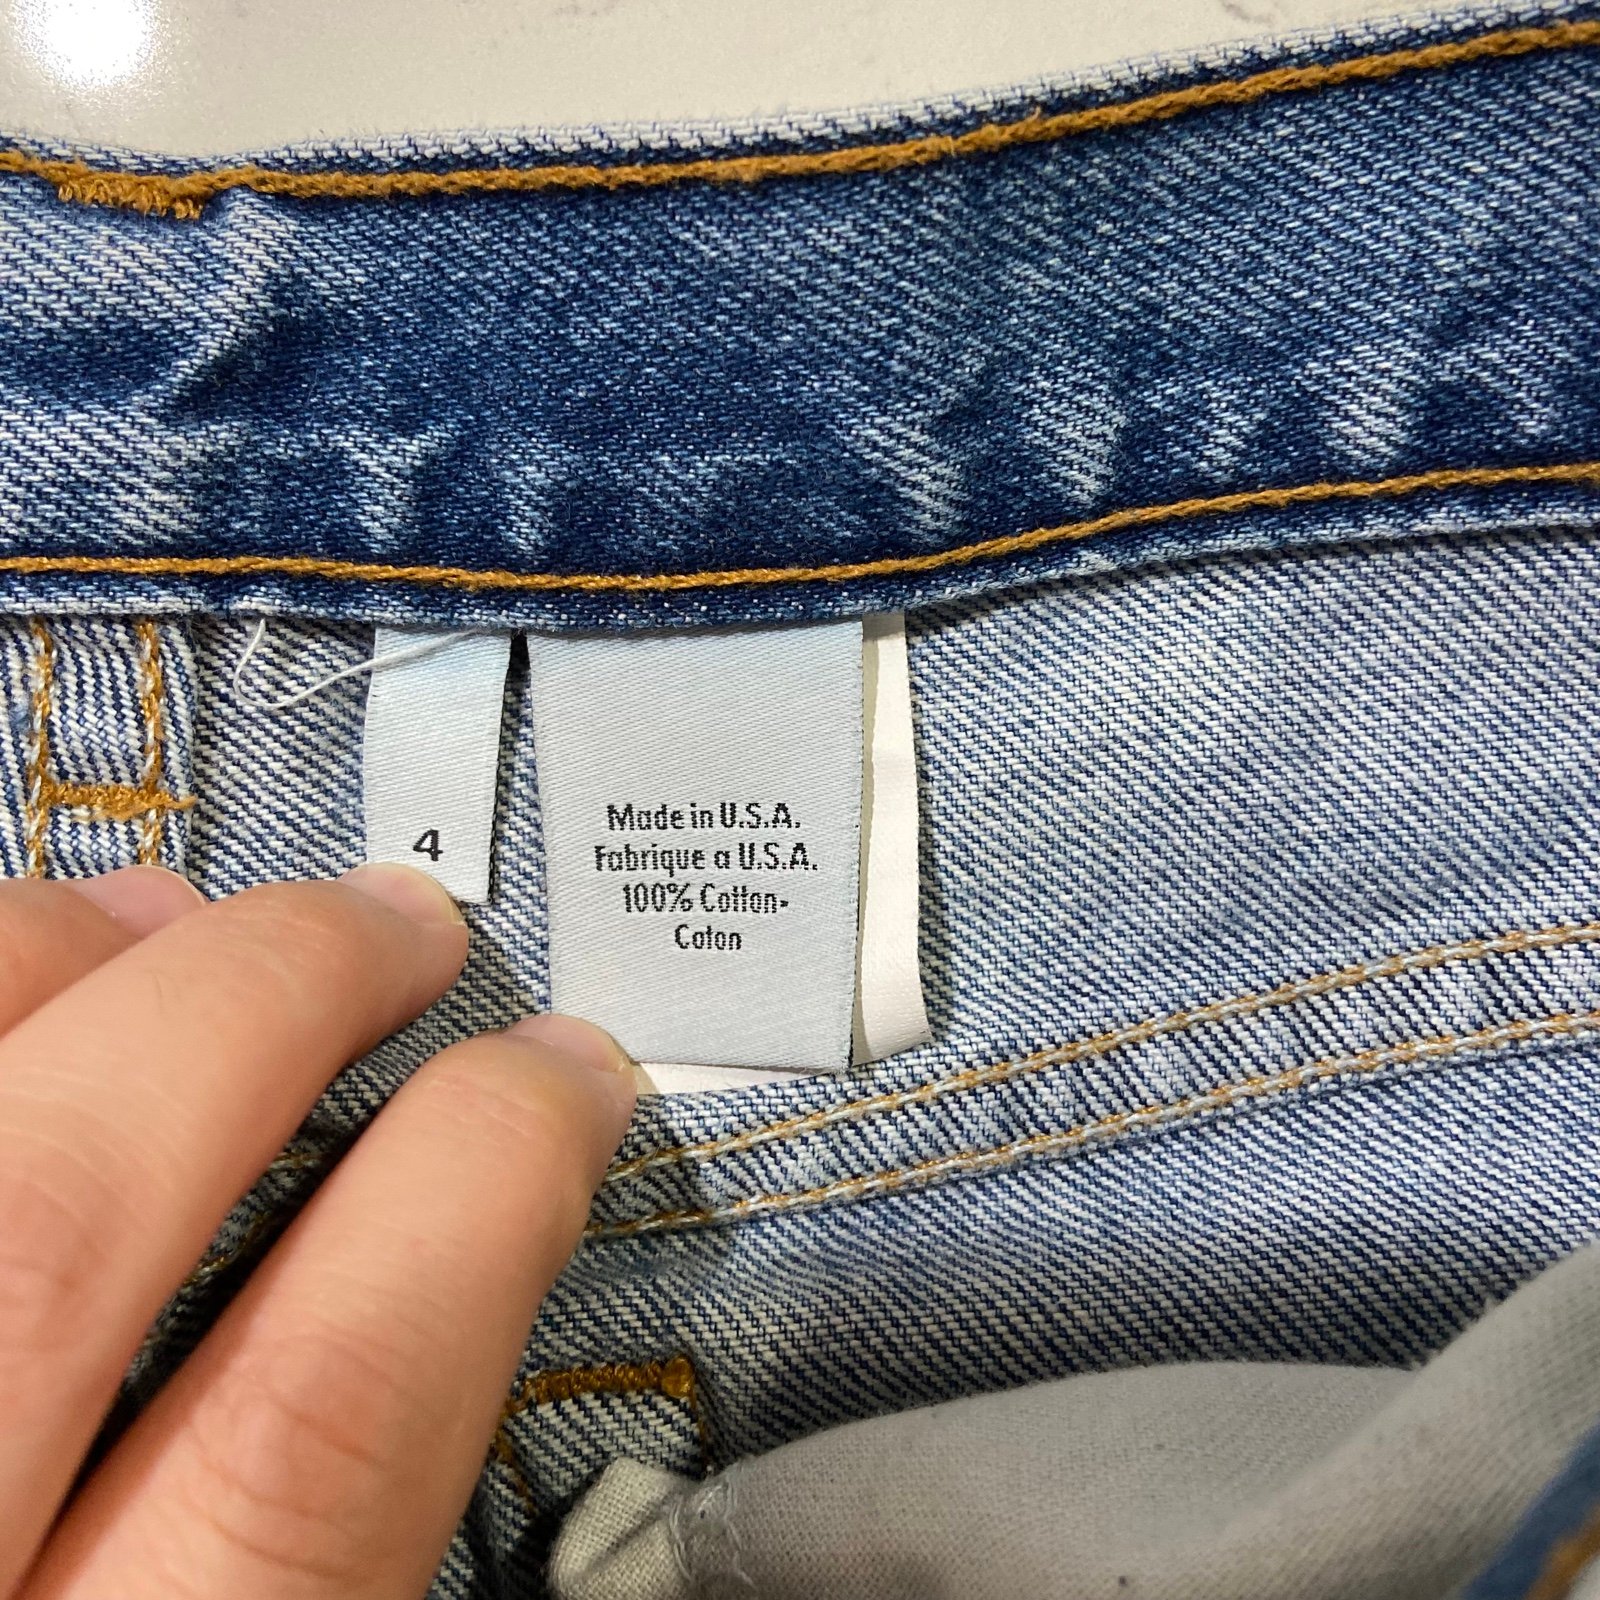 4
Made in U.S.A.
Fabrique a U.S.A.
100% Cotton-
Coton